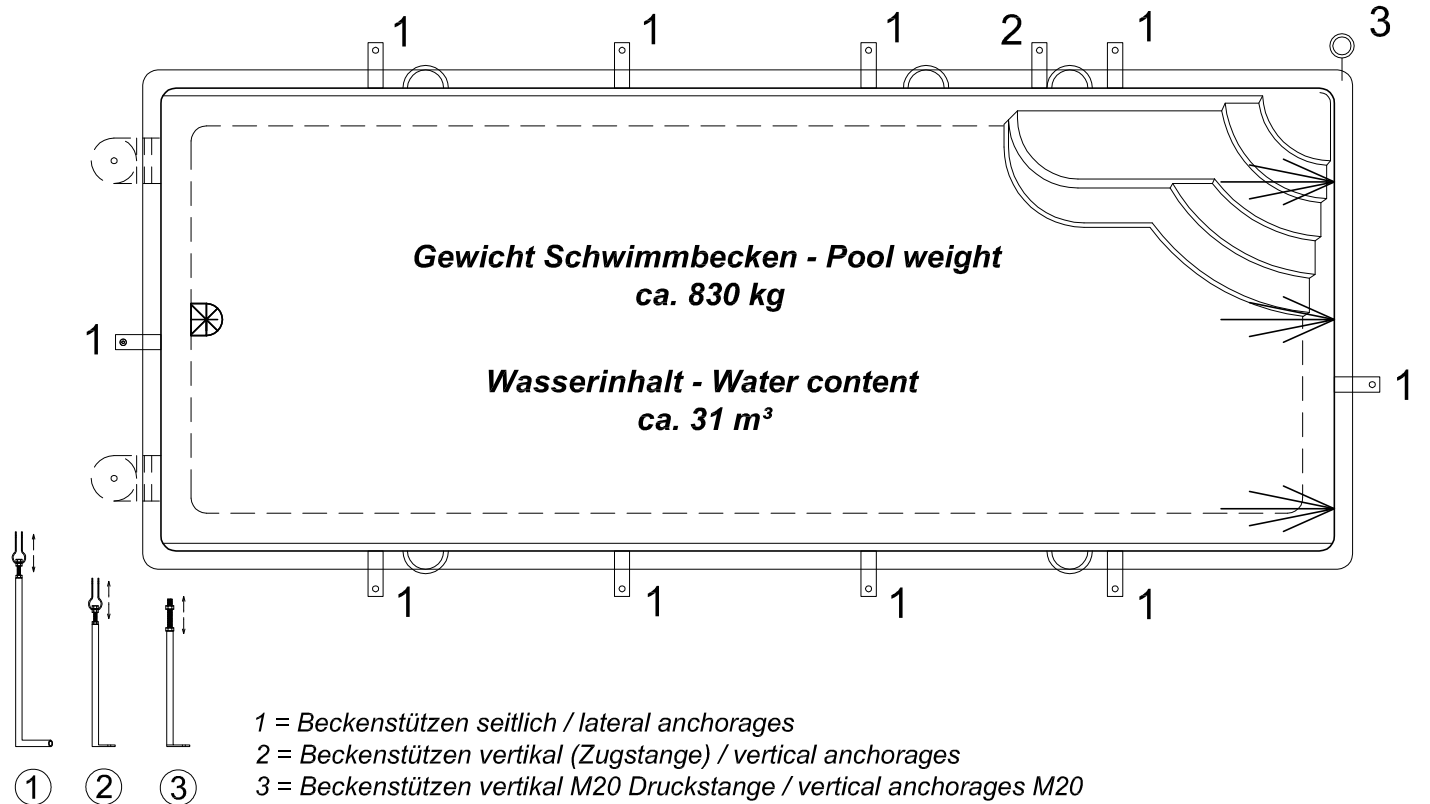 1 1 1 2 1 3
Gewicht Schwimmbecken - Pool weight
ca. 830 kg
1
Wasserinhalt - Water content
ca. 31 m³
1
1 1 1 1
1 = Beckenstützen seitlich / lateral anchorages
2 = Beckenstützen vertikal (Zugstange) / vertical anchorages
3 = Beckenstützen vertikal M20 Druckstange / vertical anchorages M20
1 2 3